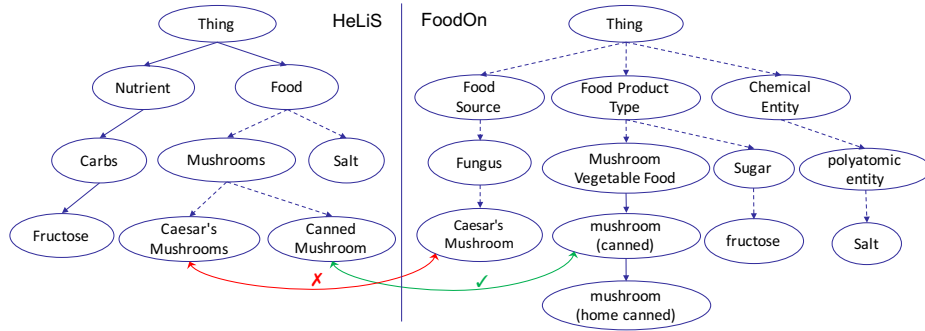 HeLiS
FoodOn
Thing
Thing
Nutrient
Food
Food
Source
Food Product
Type
Chemical
Entity
Carbs
Mushrooms
Salt
Fungus
Mushroom
Vegetable Food
Sugar
polyatomic
entity
Fructose
Caesar's
Mushrooms
Canned
Mushroom
Caesar's
Mushroom
mushroom
(canned)
fructose
Salt
✗
✓
mushroom
(home canned)